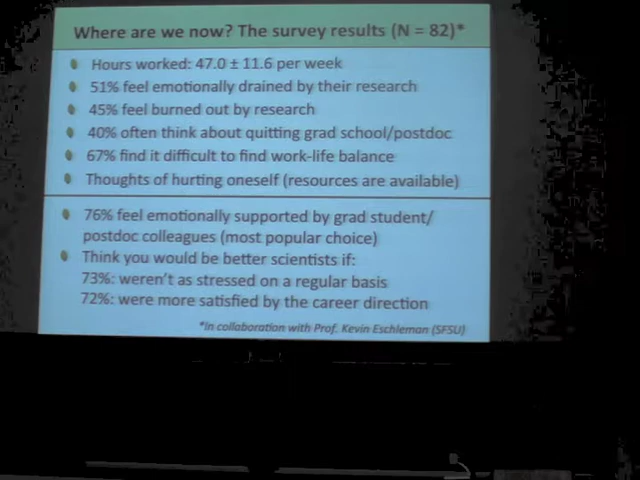 Where are we now? The survey results (N = 82)*
Hours worked: 47.0 ± 11.6 per week
51% feel emotionally drained by their research
45% feel burned out by research
40% often think about quitting grad school/postdoc
67% find it difficult to find work-life balance
Thoughts of hurting oneself (resources are available)
76% feel emotionally supported by grad student/
postdoc colleagues (most popular choice)
Think you would be better scientists if:
73%: weren't as stressed on a regular basis
72%: were more satisfied by the career direction
*In collaboration with Prof. Kevin Eschleman (SFSU)